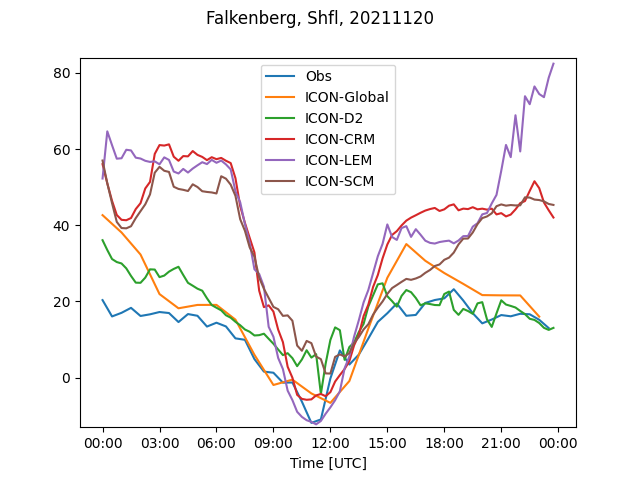 Falkenberg, Shfl, 20211120
80
60
40
20
0
Obs
ICON-Global
ICON-D2
ICON-CRM
ICON-LEM
ICON-SCM
00:00 03:00 06:00 09:00 12:00 15:00 18:00 21:00 00:00
Time [UTC]